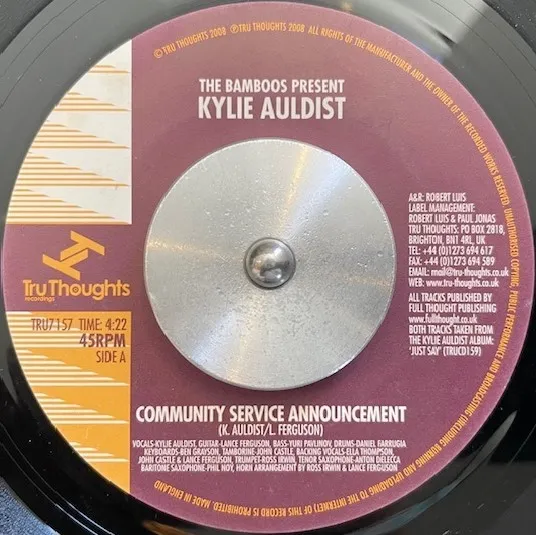 © TRU THOUGHTS 2008 ℗TRU THOUGHTS 2008 ALL RIGHTS OF THE MANUFACTURER AND THE OWNER OF THE RECORDED WORKS RESERVED. UNAUTHORISED COPYING, PUBLIC PERFORMANCE AND BROADCASTING (INCLUDING RERUNING AND UPLOADING TO THE INTERNET) OF THIS IS PROHIBITED. MADE IN ENGLAND
THE BAMBOOS PRESENT
KYLIE AULDIST
A&R: ROBERT LUIS
LABEL MANAGEMENT:
ROBERT LUIS & PAUL JONAS
TRU THOUGHTS: PO BOX 2818,
BRIGHTON, BN1 4RL, UK
TEL: +44 (0)1273 694 617
FAX: +44 (0)1273 694 589
EMAIL: mail@tru-thoughts.co.uk
WEB: www.tru-thoughts.co.uk
ALL TRACKS PUBLISHED BY
FULL THOUGHT PUBLISHING
www.fullthought.co.uk
BOTH TRACKS TAKEN FROM
THE KYLIE AULDIST ALBUM:
'JUST SAY' (TRUCD159)
Tru Thoughts
recordings
TRU7157 TIME: 4:22
45RPM
SIDE A
COMMUNITY SERVICE ANNOUNCEMENT
(K. AULDIST/L. FERGUSON)
VOCALS-KYLIE AULDIST, GUITAR-LANCE FERGUSON, BASS-YURI PAVLINOV, DRUMS-DANIEL FARRUGIA
KEYBOARDS-BEN GRAYSON, TAMBORINE-JOHN CASTLE, BACKING VOCALS-ELLA THOMPSON,
JOHN CASTLE & LANCE FERGUSON, TRUMPET-ROSS IRWIN, TENOR SAXOPHONE-ANTON DELECCA
BARITONE SAXOPHONE-PHIL NOY, HORN ARRANGEMENT BY ROSS IRWIN & LANCE FERGUSON